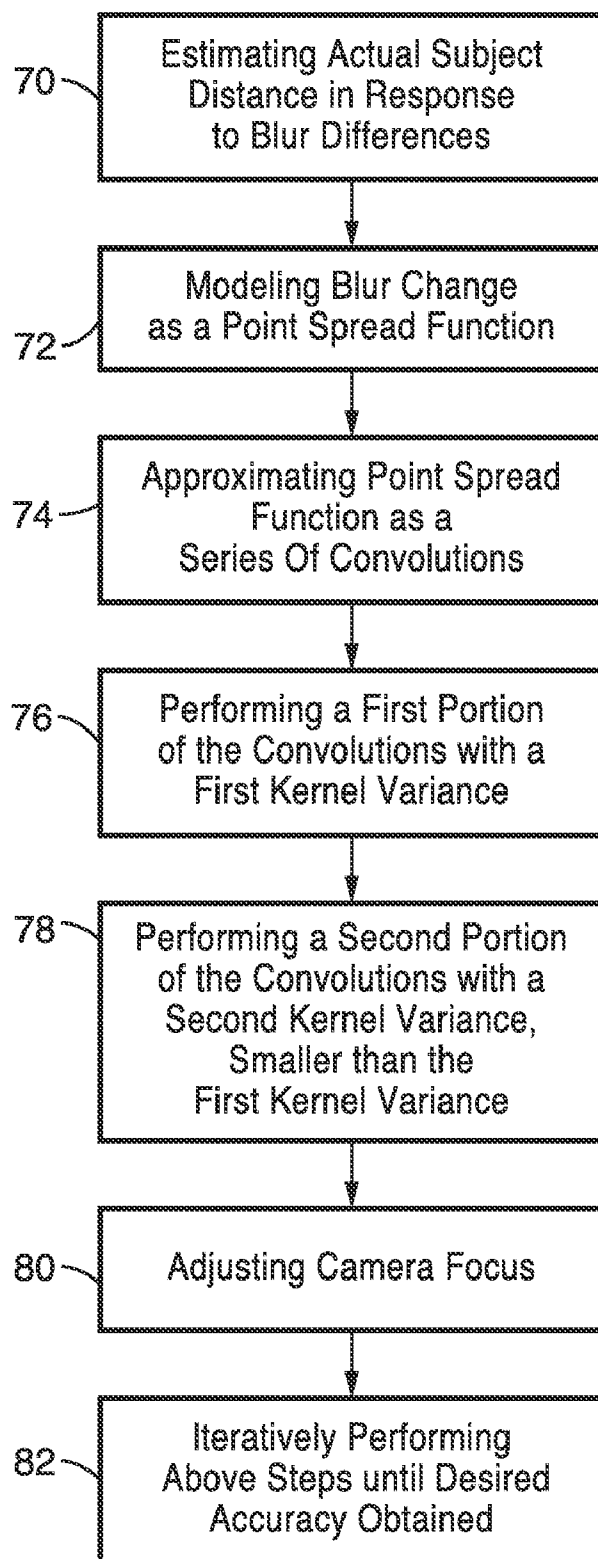 70
Estimating Actual Subject
Distance in Response
to Blur Differences
72
Modeling Blur Change
as a Point Spread Function
74
Approximating Point Spread
Function as a
Series Of Convolutions
76
Performing a First Portion
of the Convolutions with a
First Kernel Variance
78
Performing a Second Portion
of the Convolutions with a
Second Kernel Variance,
Smaller than the
First Kernel Variance
80
Adjusting Camera Focus
82
Iteratively Performing
Above Steps until Desired
Accuracy Obtained